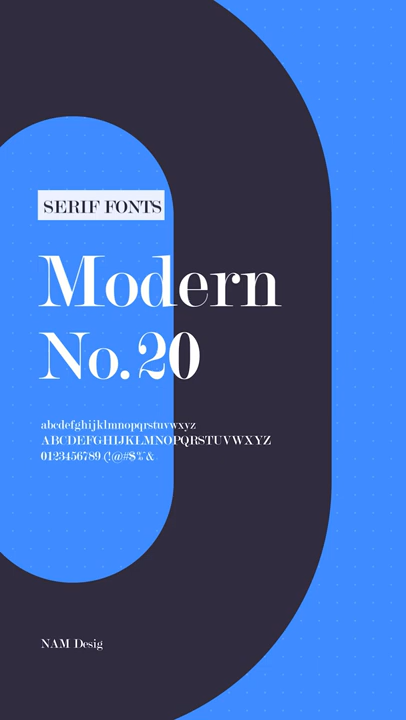 SERIF FONTS
Modern
No. 20
abcdefghijklmnopqrstuvwxyz
ABCDEFGHIJKLMNOPQRSTUVWXYZ
0123456789 (!@#$%&
NAM Desig